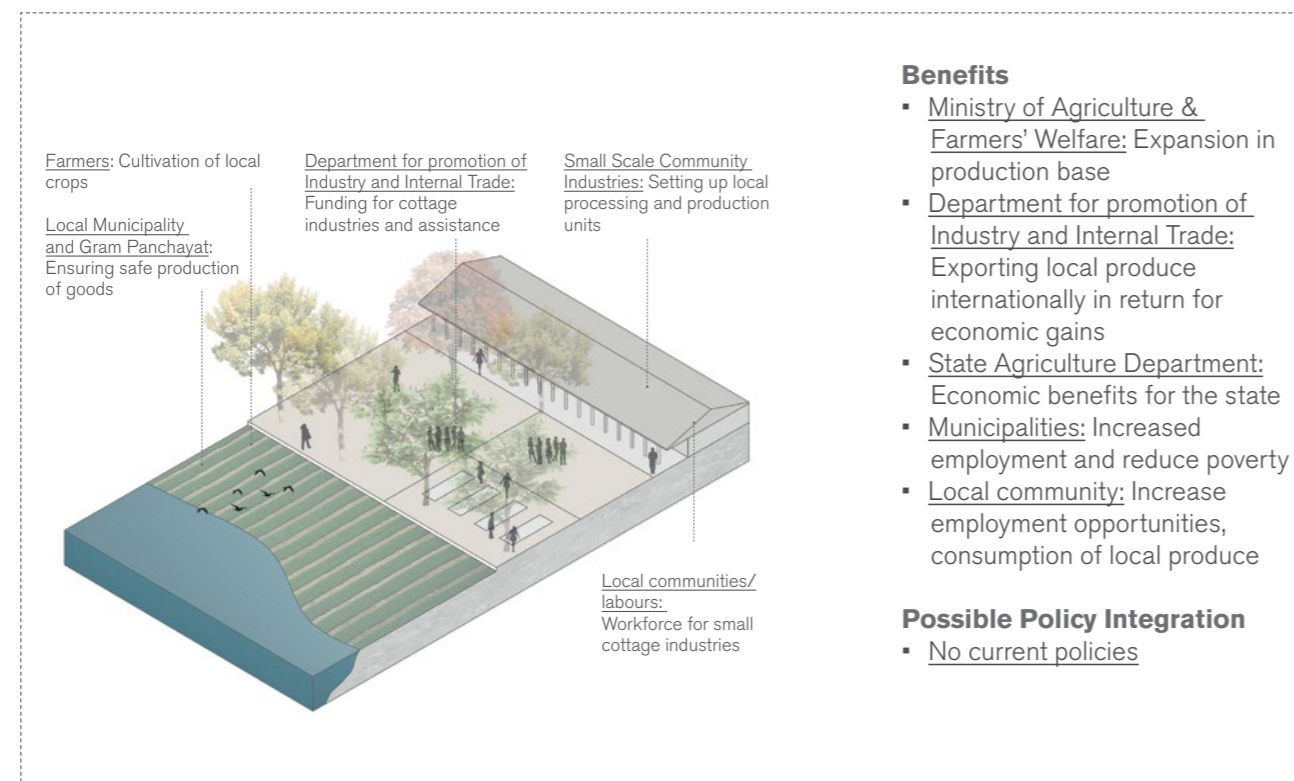 Farmers: Cultivation of local
crops
Local Municipality
and Gram Panchayat:
Ensuring safe production
of goods
Department for promotion of
Industry and Internal Trade:
Funding for cottage
industries and assistance
Small Scale Community
Industries: Setting up local
processing and production
units
Local communities/
labours:
Workforce for small
cottage industries
Benefits
▪ Ministry of Agriculture &
Farmers’ Welfare: Expansion in
production base
▪ Department for promotion of
Industry and Internal Trade:
Exporting local produce
internationally in return for
economic gains
▪ State Agriculture Department:
Economic benefits for the state
▪ Municipalities: Increased
employment and reduce poverty
▪ Local community: Increase
employment opportunities,
consumption of local produce
Possible Policy Integration
▪ No current policies